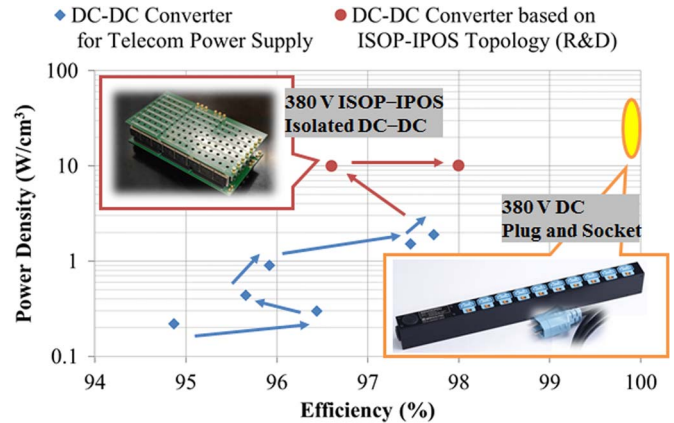 DC-DC Converter
for Telecom Power Supply
DC-DC Converter based on
ISOP-IPOS Topology (R&D)
Power Density (W/cm³)
100
10
1
0.1
380 V ISOP−IPOS
Isolated DC−DC
380 V DC
Plug and Socket
94
95
96
97
98
99
100
Efficiency (%)